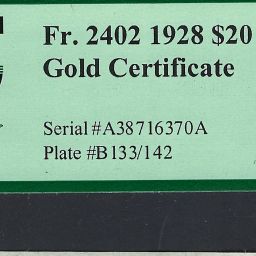 Fr. 2402 1928 $20
Gold Certificate
Serial #A38716370A
Plate #B133/142